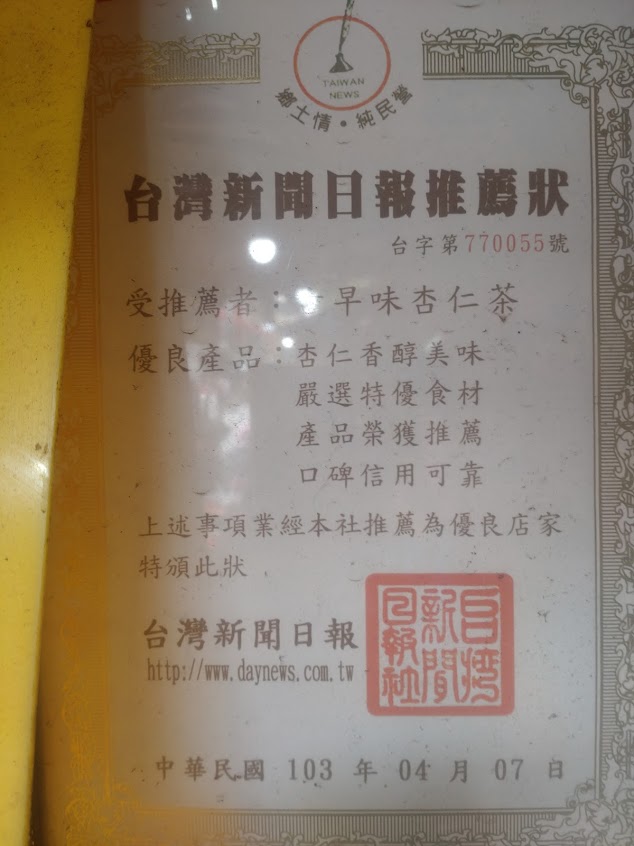 TAIWAN
NEWS
鄉土情・純民營
台灣新聞日報推薦狀
台字第770055號
受推薦者：早味杏仁茶
優良產品：杏仁香醇美味
嚴選特優食材
產品榮獲推薦
口碑信用可靠
上述事項業經本社推薦為優良店家
特頒此狀
台灣新聞日報
http://www.daynews.com.tw
台灣新聞日報社
中華民國 103 年 04 月 07 日